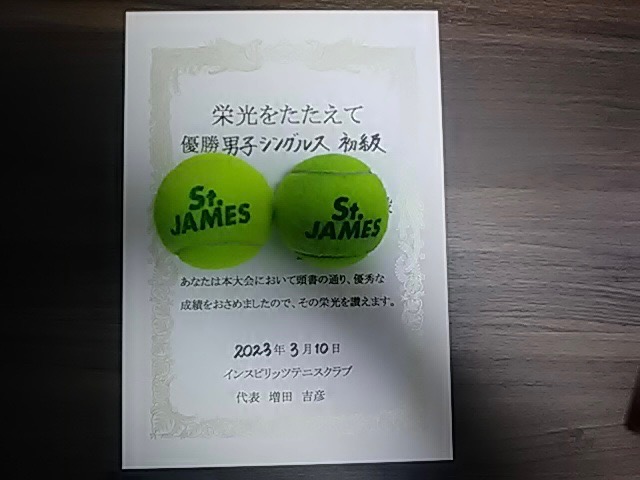 栄光をたたえて
優勝 男子シングルス 初級
St. JAMES
St. JAMES
あなたは本大会において頭書の通り、優秀な
成績をおさめましたので、その栄光を讃えます。
2023年 3月10日
インスピリッツテニスクラブ
代表 増田 吉彦